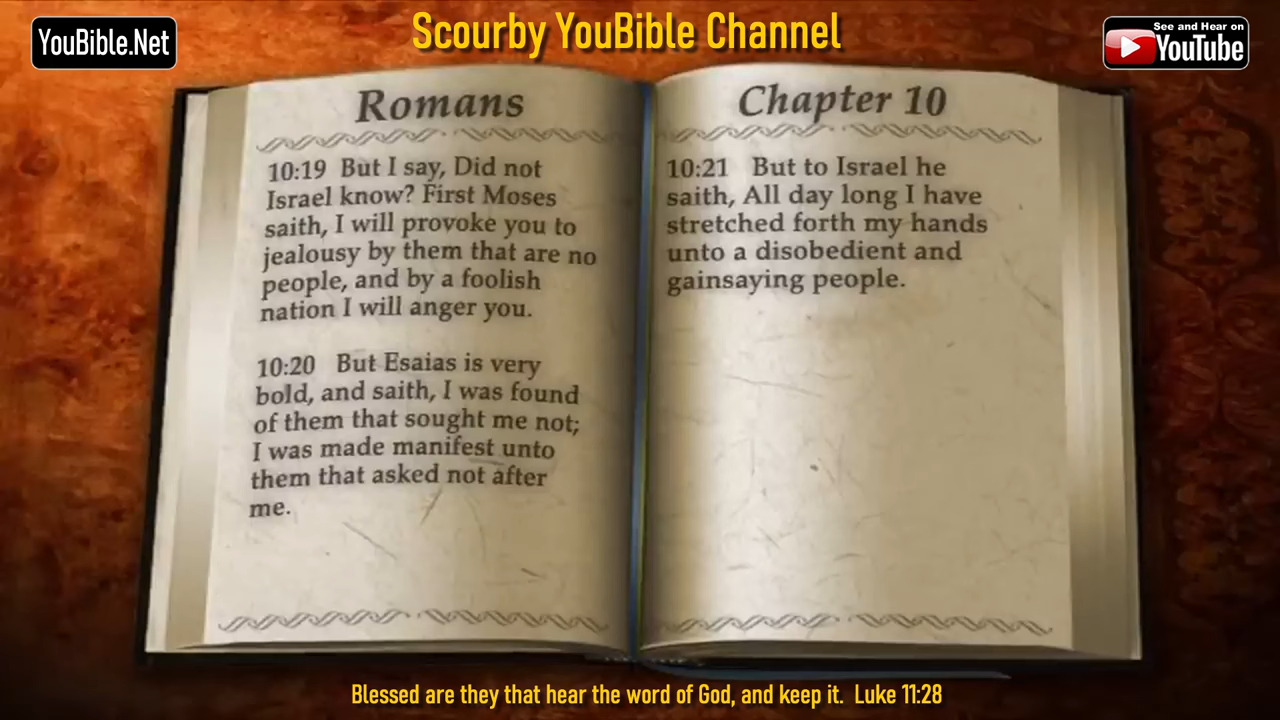 YouBible.Net
Scourby YouBible Channel
See and Hear on
YouTube
Romans
10:19 But I say, Did not
Israel know? First Moses
saith, I will provoke you to
jealousy by them that are no
people, and by a foolish
nation I will anger you.
10:20 But Esaias is very
bold, and saith, I was found
of them that sought me not;
I was made manifest unto
them that asked not after
me.
Chapter 10
10:21 But to Israel he
saith, All day long I have
stretched forth my hands
unto a disobedient and
gainsaying people.
Blessed are they that hear the word of God, and keep it. Luke 11:28